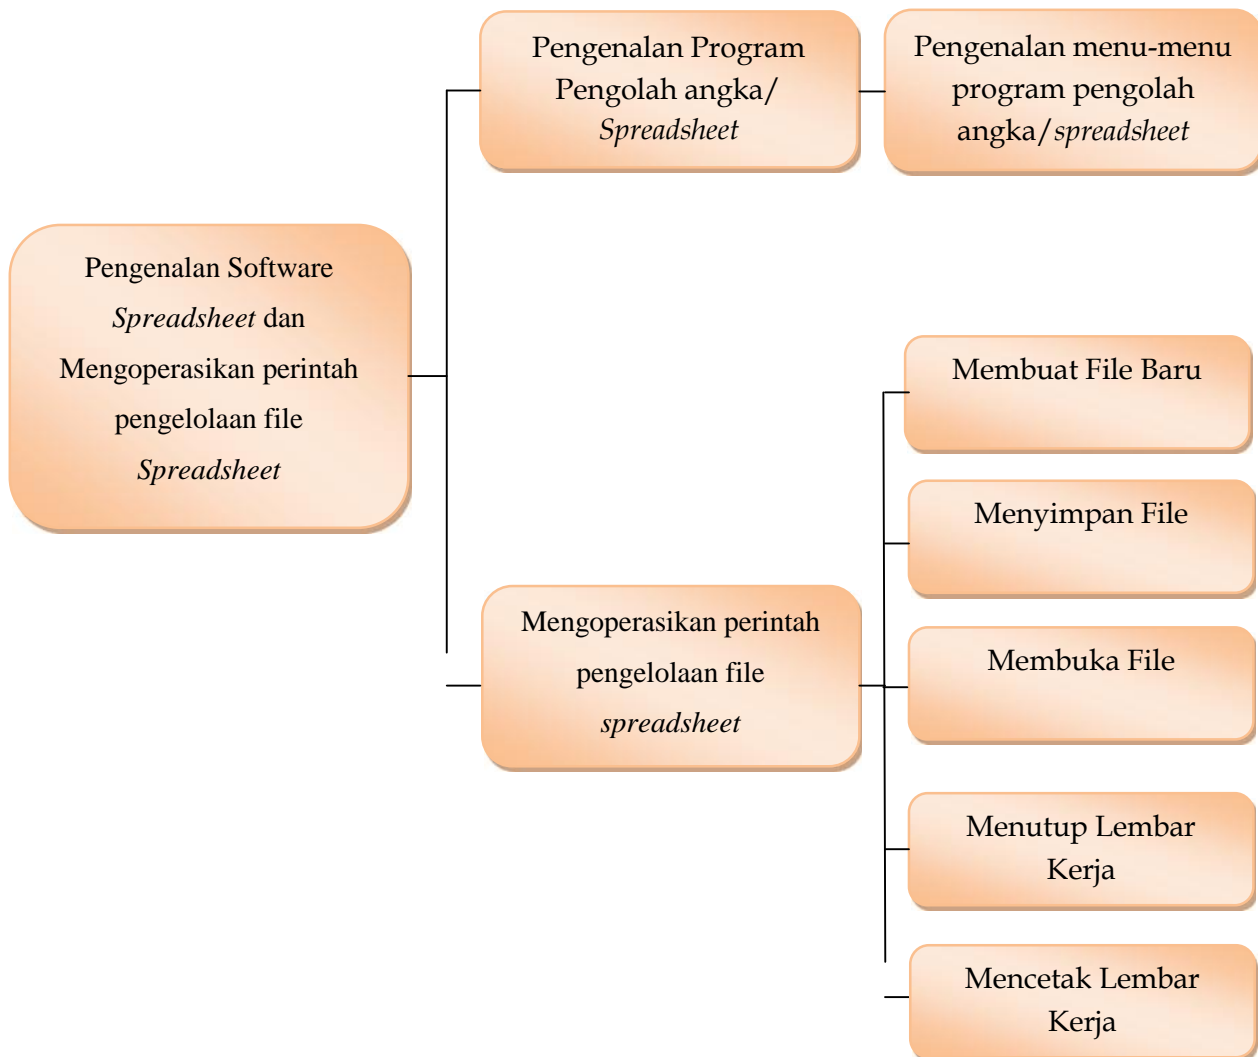 Pengenalan Program
Pengolah angka/
Spreadsheet
Pengenalan menu-menu
program pengolah
angka/spreadsheet
Pengenalan Software
Spreadsheet dan
Mengoperasikan perintah
pengelolaan file
Spreadsheet
Membuat File Baru
Menyimpan File
Mengoperasikan perintah
pengelolaan file
spreadsheet
Membuka File
Menutup Lembar
Kerja
Mencetak Lembar
Kerja